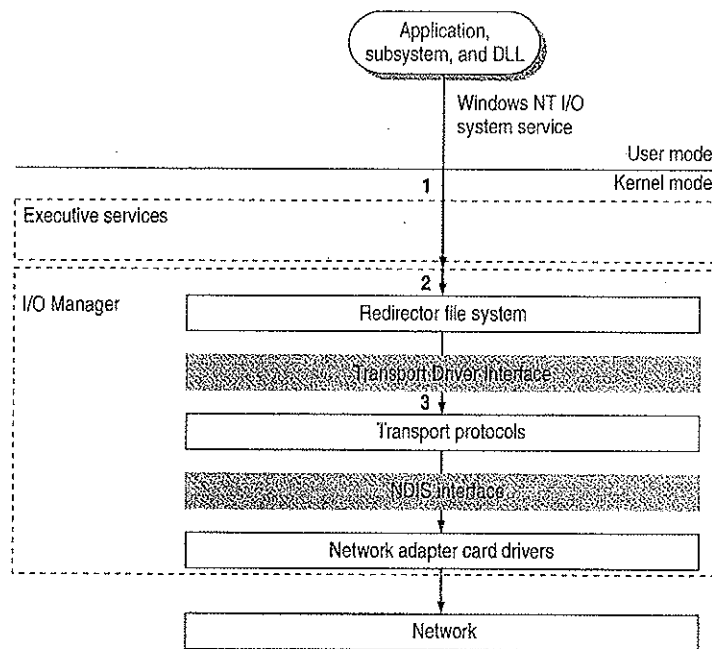 Application,
subsystem, and DLL
Windows NT I/O
system service
User mode
1
Kernel mode
Executive services
2
I/O Manager
Redirector file system
Transport Driver Interface
3
Transport protocols
NDIS interface
Network adapter card drivers
Network